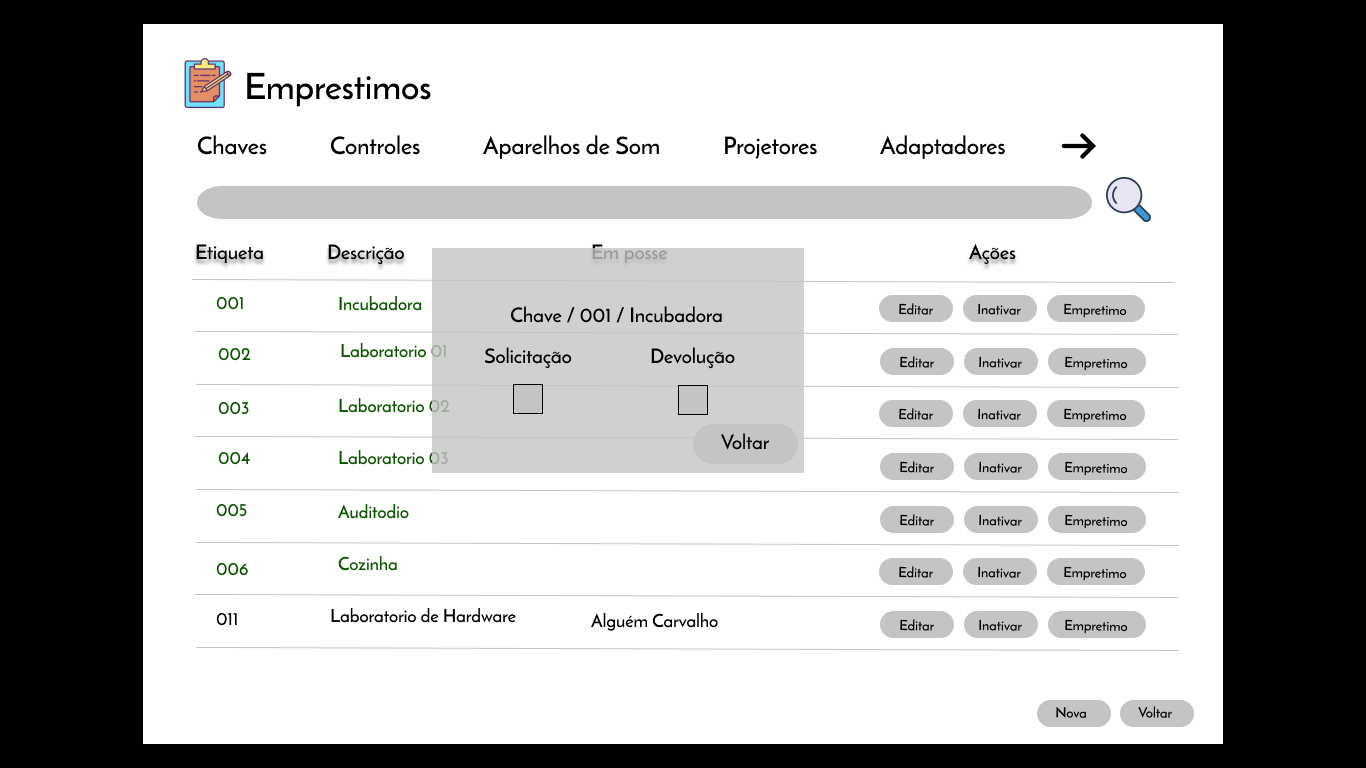 Emprestimos
Chaves Controles Aparelhos de Som Projetores Adaptadores
Etiqueta Descrição Em posse Ações
001 Incubadora Editar Inativar Empretimo
Chave / 001 / Incubadora
002 Laboratorio 01 Editar Inativar Empretimo
Solicitação Devolução
003 Laboratorio 02 Editar Inativar Empretimo
Voltar
004 Laboratorio 03 Editar Inativar Empretimo
005 Auditodio Editar Inativar Empretimo
006 Cozinha Editar Inativar Empretimo
011 Laboratorio de Hardware Alguém Carvalho Editar Inativar Empretimo
Nova Voltar